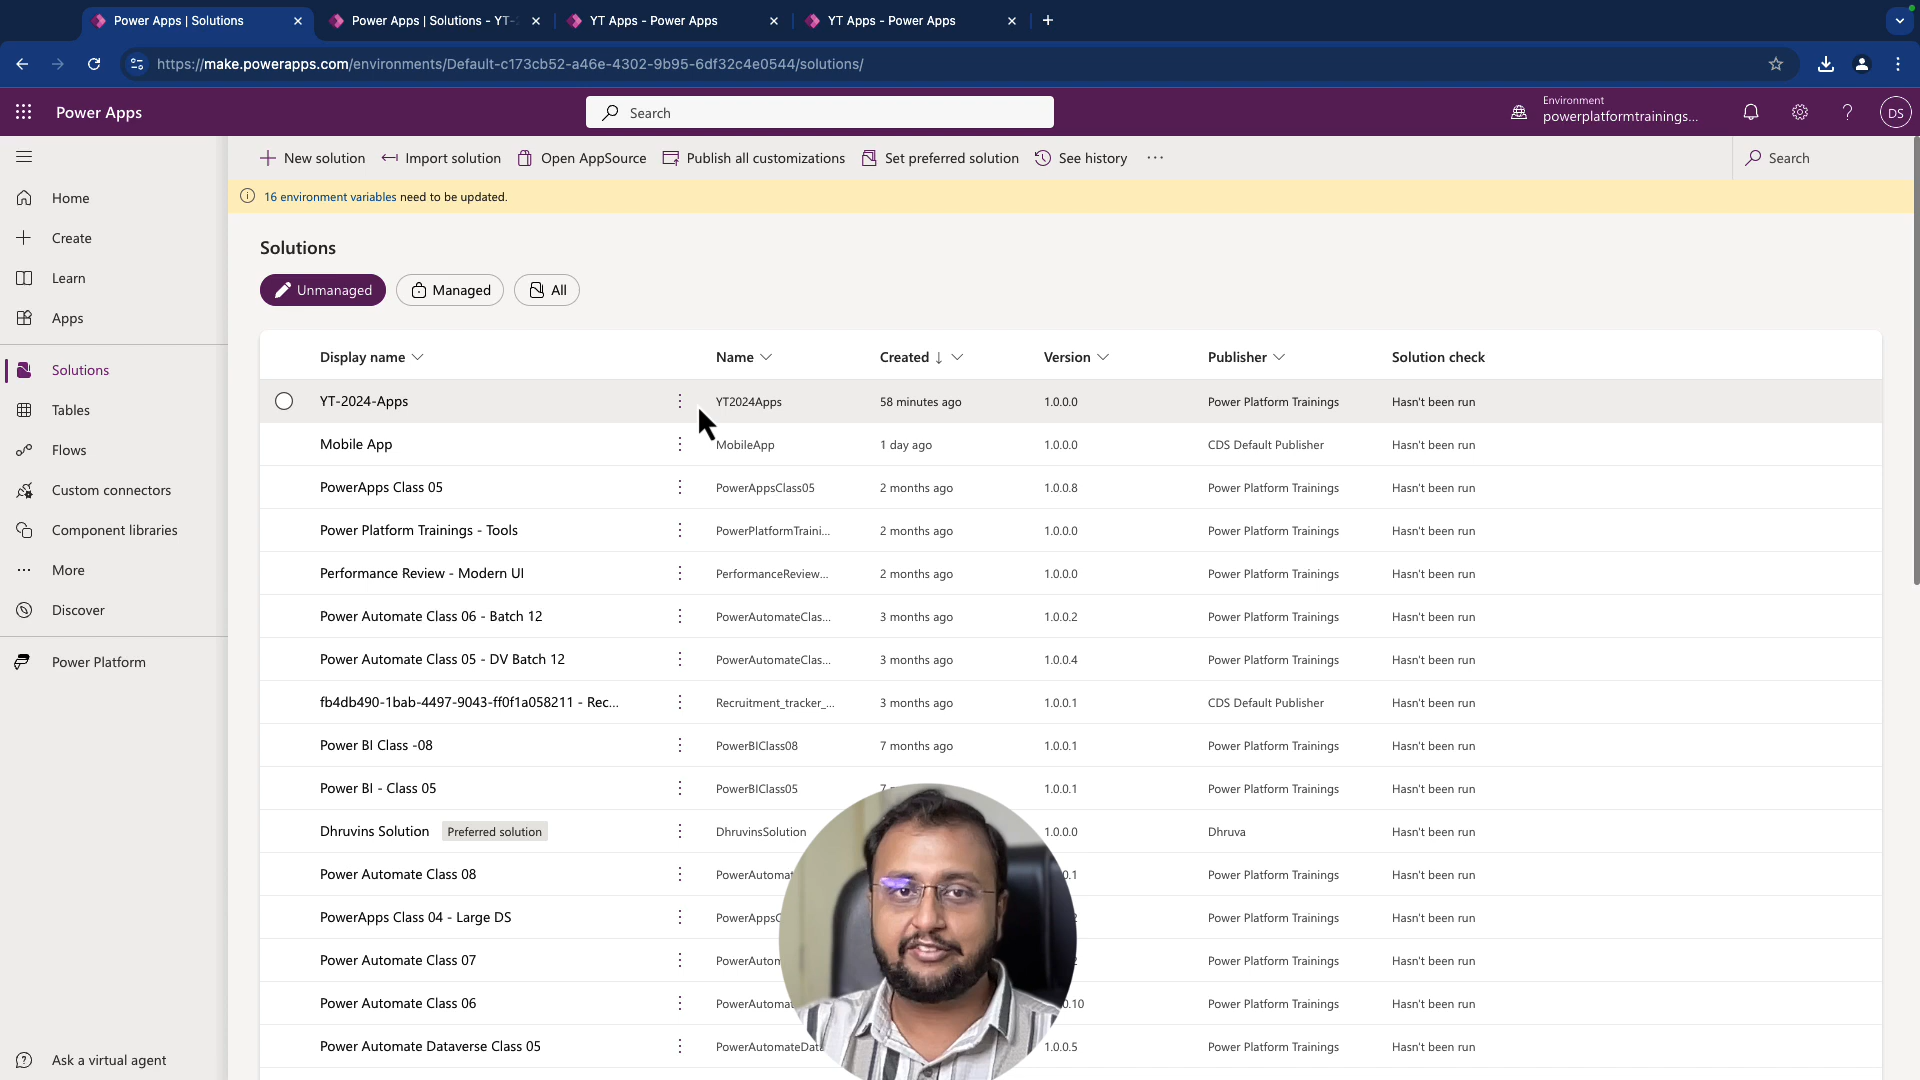 Power Apps | Solutions
Power Apps | Solutions - YT-2
YT Apps - Power Apps
YT Apps - Power Apps
https://make.powerapps.com/environments/Default-c173cb52-a46e-4302-9b95-6df32c4e0544/solutions/
Power Apps
Search
Environment
powerplatformtrainings...
DS
New solution
Import solution
Open AppSource
Publish all customizations
Set preferred solution
See history
Search
16 environment variables need to be updated.
Home
Create
Learn
Apps
Solutions
Tables
Flows
Custom connectors
Component libraries
More
Discover
Power Platform
Ask a virtual agent
Solutions
Unmanaged
Managed
All
Display name Name Created Version Publisher Solution check
YT-2024-Apps YT2024Apps 58 minutes ago 1.0.0.0 Power Platform Trainings Hasn't been run
Mobile App MobileApp 1 day ago 1.0.0.0 CDS Default Publisher Hasn't been run
PowerApps Class 05 PowerAppsClass05 2 months ago 1.0.0.8 Power Platform Trainings Hasn't been run
Power Platform Trainings - Tools PowerPlatformTraini... 2 months ago 1.0.0.0 Power Platform Trainings Hasn't been run
Performance Review - Modern UI PerformanceReview... 2 months ago 1.0.0.0 Power Platform Trainings Hasn't been run
Power Automate Class 06 - Batch 12 PowerAutomateClas... 3 months ago 1.0.0.2 Power Platform Trainings Hasn't been run
Power Automate Class 05 - DV Batch 12 PowerAutomateClas... 3 months ago 1.0.0.4 Power Platform Trainings Hasn't been run
fb4db490-1bab-4497-9043-ff0f1a058211 - Rec... Recruitment_tracker_... 3 months ago 1.0.0.1 CDS Default Publisher Hasn't been run
Power BI Class -08 PowerBIClass08 7 months ago 1.0.0.1 Power Platform Trainings Hasn't been run
Power BI - Class 05 PowerBIClass05 7 1.0.0.1 Power Platform Trainings Hasn't been run
Dhruvins Solution Preferred solution DhruvinsSolution 1.0.0.0 Dhruva Hasn't been run
Power Automate Class 08 PowerAutomat 0.1 Power Platform Trainings Hasn't been run
PowerApps Class 04 - Large DS PowerAppsC 2 Power Platform Trainings Hasn't been run
Power Automate Class 07 PowerAutom 2 Power Platform Trainings Hasn't been run
Power Automate Class 06 PowerAutomat 0.10 Power Platform Trainings Hasn't been run
Power Automate Dataverse Class 05 PowerAutomateData 1.0.0.5 Power Platform Trainings Hasn't been run